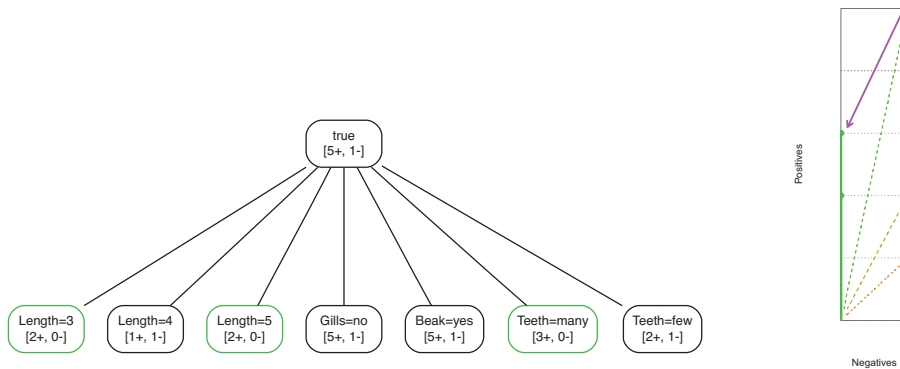 true
[5+, 1-]
Length=3
[2+, 0-]
Length=4
[1+, 1-]
Length=5
[2+, 0-]
Gills=no
[5+, 1-]
Beak=yes
[5+, 1-]
Teeth=many
[3+, 0-]
Teeth=few
[2+, 1-]
Positives
Negatives